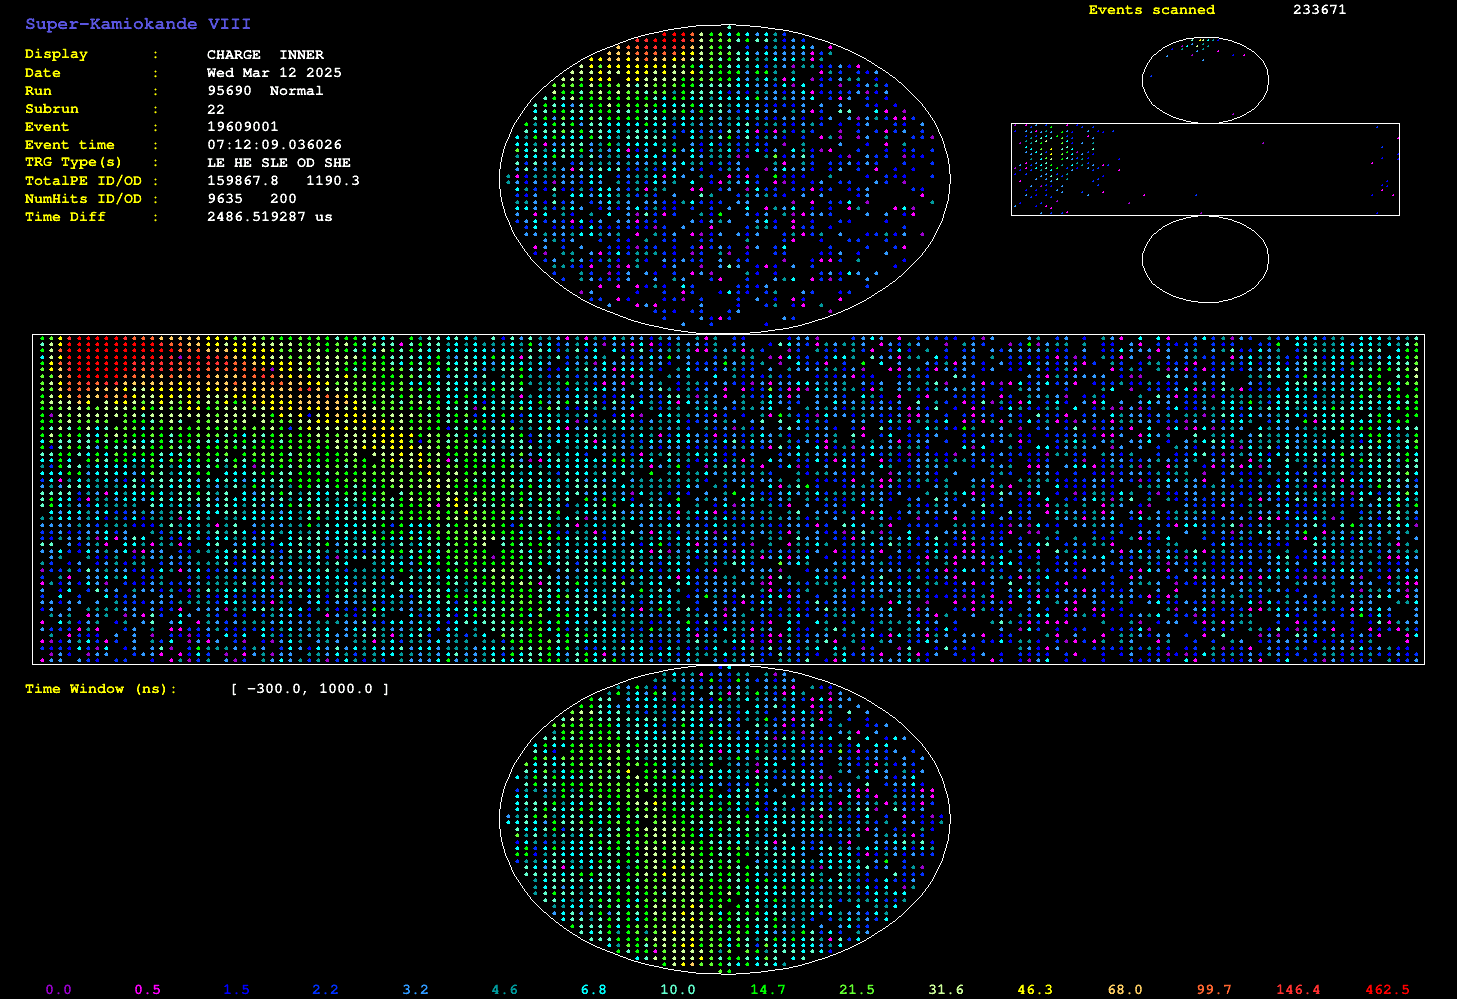 Super-Kamiokande VIII
Display : CHARGE INNER
Date : Wed Mar 12 2025
Run : 95690 Normal
Subrun : 22
Event : 19609001
Event time : 07:12:09.036026
TRG Type(s) : LE HE SLE OD SHE
TotalPE ID/OD : 159867.8 1190.3
NumHits ID/OD : 9635 200
Time Diff : 2486.519287 us
Events scanned 233671
Time Window (ns): [ -300.0, 1000.0 ]
0.0 0.5 1.5 2.2 3.2 4.6 6.8 10.0 14.7 21.5 31.6 46.3 68.0 99.7 146.4 462.5